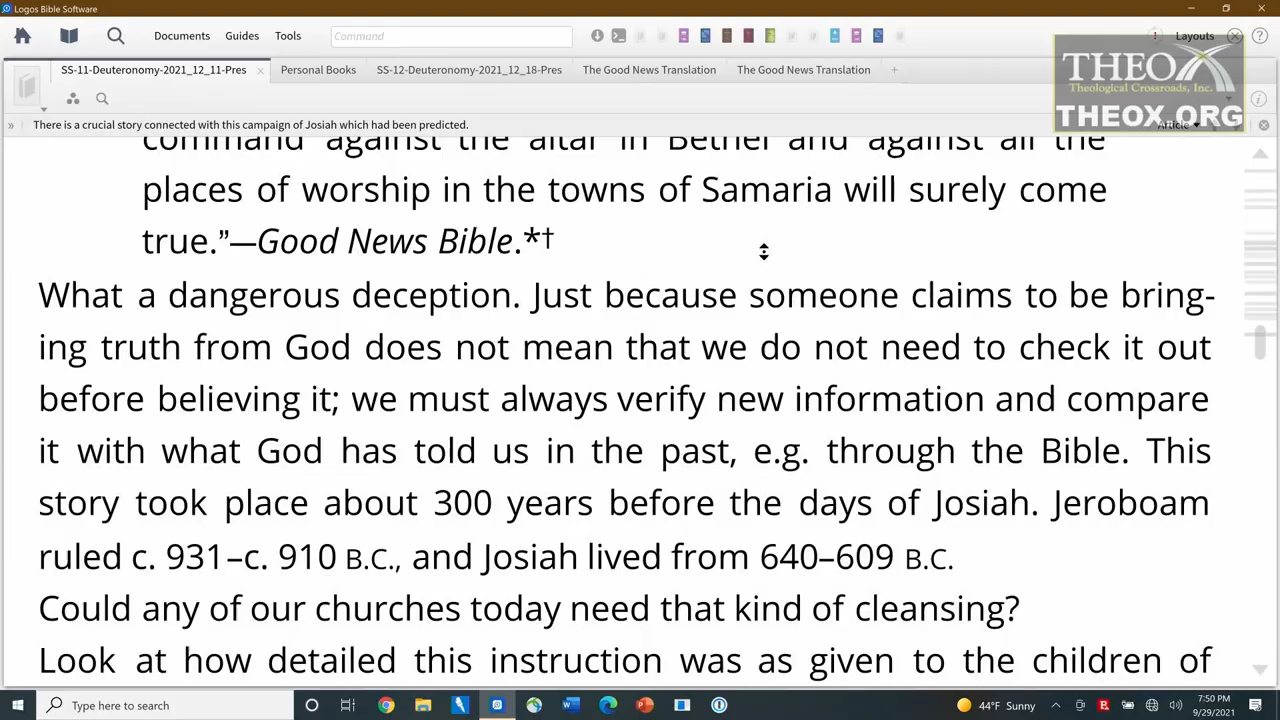 Logos Bible Software
Documents Guides Tools Command Layouts
SS-11-Deuteronomy-2021_12_11-Pres Personal Books SS-12-Deuteronomy-2021_12_18-Pres The Good News Translation The Good News Translation
THEOX
Theological Crossroads, Inc.
THEOX.ORG
There is a crucial story connected with this campaign of Josiah which had been predicted. Article
command against the altar in Bethel and against all the
places of worship in the towns of Samaria will surely come
true.”—Good News Bible.*†
What a dangerous deception. Just because someone claims to be bring-
ing truth from God does not mean that we do not need to check it out
before believing it; we must always verify new information and compare
it with what God has told us in the past, e.g. through the Bible. This
story took place about 300 years before the days of Josiah. Jeroboam
ruled c. 931–c. 910 B.C., and Josiah lived from 640–609 B.C.
Could any of our churches today need that kind of cleansing?
Look at how detailed this instruction was as given to the children of
Type here to search
44°F Sunny
7:50 PM
9/29/2021